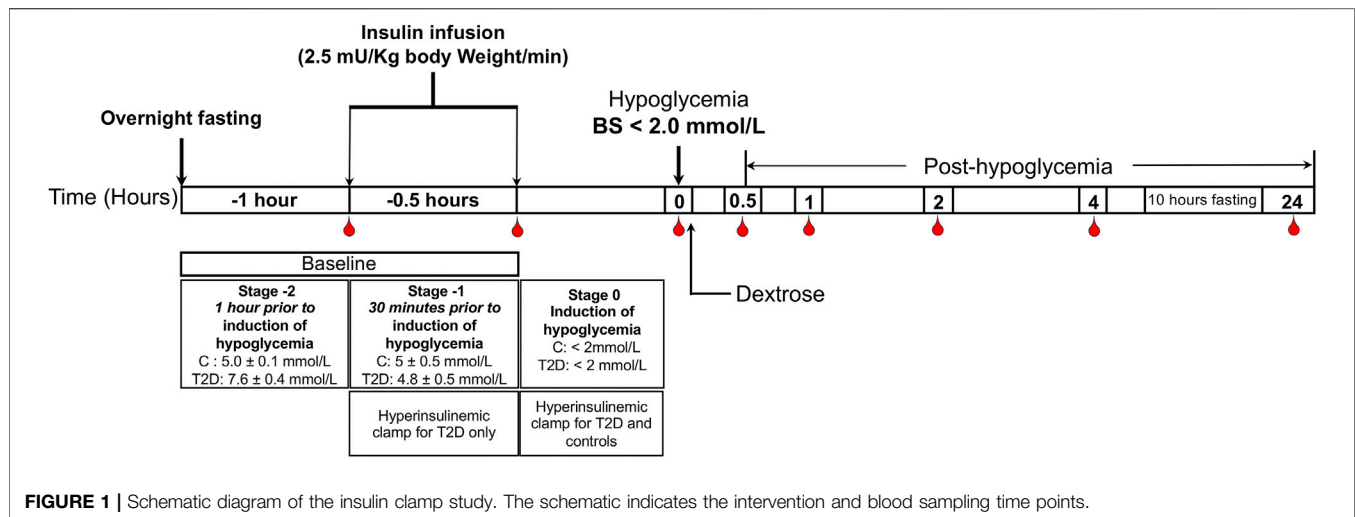 Insulin infusion
(2.5 mU/Kg body Weight/min)
Overnight fasting
Hypoglycemia
BS < 2.0 mmol/L
Post-hypoglycemia
Time (Hours)
-1 hour
-0.5 hours
0
0.5
1
2
4
10 hours fasting
24
Dextrose
Baseline
Stage -2
1 hour prior to
induction of
hypoglycemia
C : 5.0 ± 0.1 mmol/L
T2D: 7.6 ± 0.4 mmol/L
Stage -1
30 minutes prior to
induction of
hypoglycemia
C: 5 ± 0.5 mmol/L
T2D: 4.8 ± 0.5 mmol/L
Stage 0
Induction of
hypoglycemia
C: < 2mmol/L
T2D: < 2 mmol/L
Hyperinsulinemic
clamp for T2D only
Hyperinsulinemic
clamp for T2D and
controls
FIGURE 1 | Schematic diagram of the insulin clamp study. The schematic indicates the intervention and blood sampling time points.